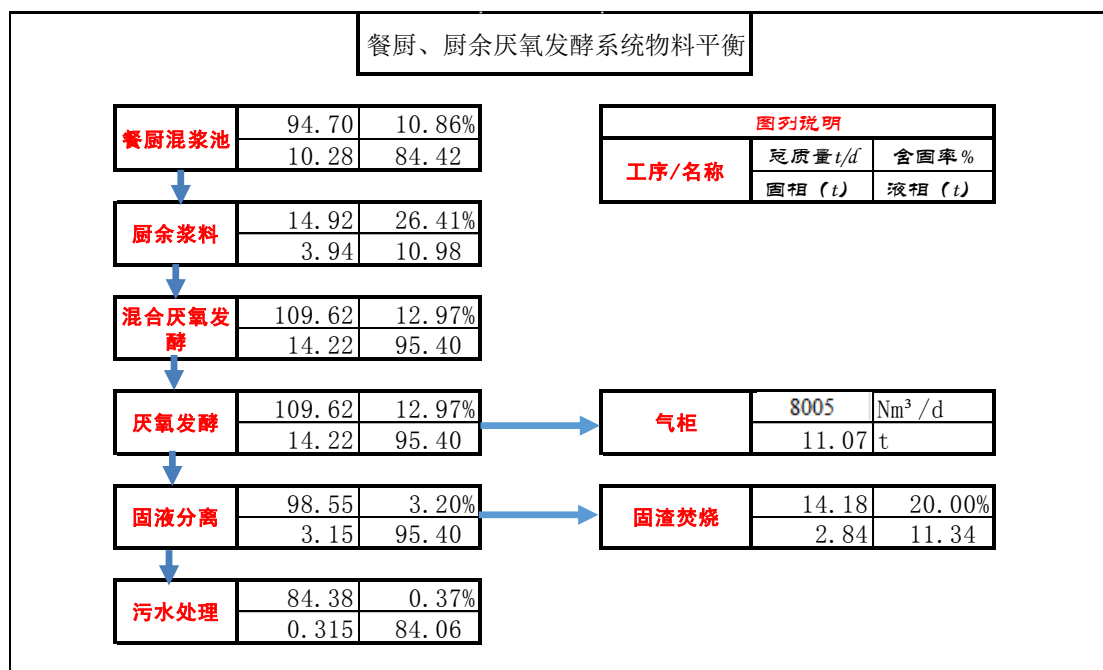 餐厨、厨余厌氧发酵系统物料平衡
餐厨混浆池 94.70 10.86%
10.28 84.42
图列说明
工序/名称 总质量t/d 含固率%
固相（t） 液相（t）
厨余浆料 14.92 26.41%
3.94 10.98
混合厌氧发
酵
109.62 12.97%
14.22 95.40
厌氧发酵 109.62 12.97%
14.22 95.40
气柜 8005 Nm³/d
11.07 t
固液分离 98.55 3.20%
3.15 95.40
固渣焚烧 14.18 20.00%
2.84 11.34
污水处理 84.38 0.37%
0.315 84.06